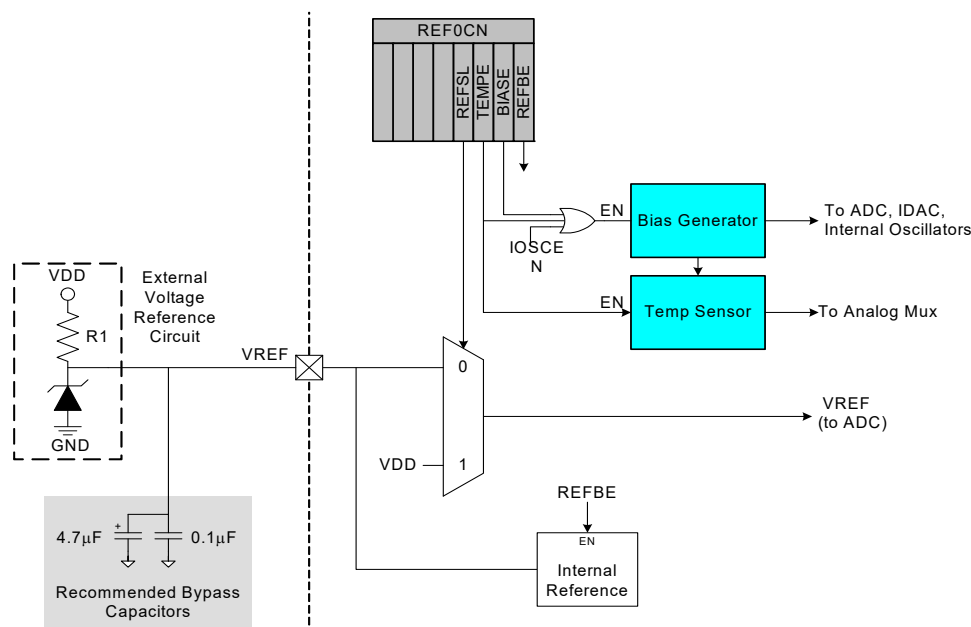 REF0CN
REFSL
TEMPE
BIASE
REFBE
EN
Bias Generator
To ADC, IDAC,
Internal Oscillators
IOSCE
N
EN
Temp Sensor
To Analog Mux
VDD
External
Voltage
Reference
Circuit
R1
VREF
0
GND
VREF
(to ADC)
VDD
1
REFBE
EN
Internal
Reference
4.7μF
+
0.1μF
Recommended Bypass
Capacitors